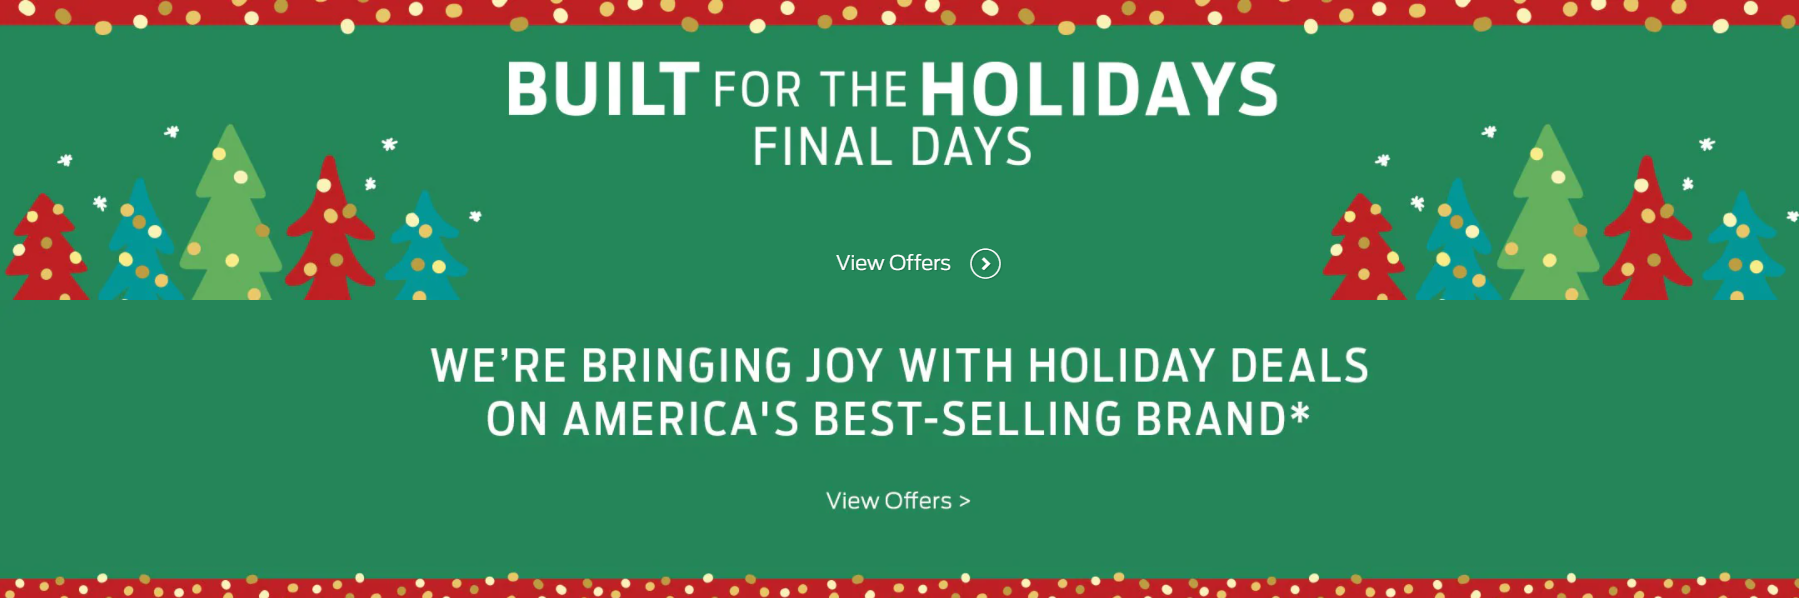 BUILT FOR THE HOLIDAYS
FINAL DAYS
View Offers
WE'RE BRINGING JOY WITH HOLIDAY DEALS
ON AMERICA'S BEST-SELLING BRAND*
View Offers >